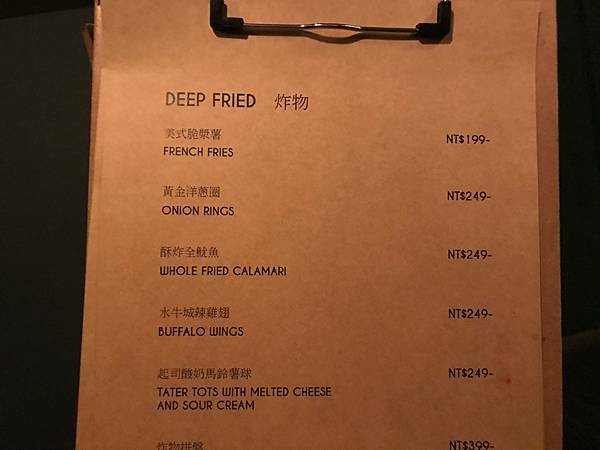 DEEP FRIED 炸物
美式脆漿薯 NT$199-
FRENCH FRIES
黃金洋蔥圈 NT$249-
ONION RINGS
酥炸全魷魚 NT$249-
WHOLE FRIED CALAMARI
水牛城辣雞翅 NT$249-
BUFFALO WINGS
起司酸奶馬鈴薯球 NT$249-
TATER TOTS WITH MELTED CHEESE
AND SOUR CREAM
炸物拼盤 NT$399-